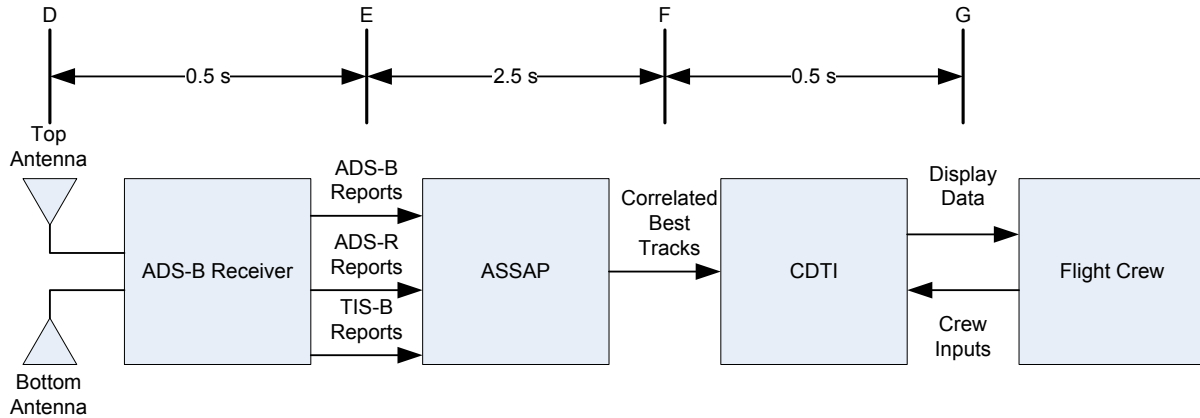 D
E
F
G
0.5 s
2.5 s
0.5 s
Top
Antenna
ADS-B
Reports
ADS-R
Reports
TIS-B
Reports
Correlated
Best
Tracks
Display
Data
ADS-B Receiver
ASSAP
CDTI
Flight Crew
Crew
Inputs
Bottom
Antenna